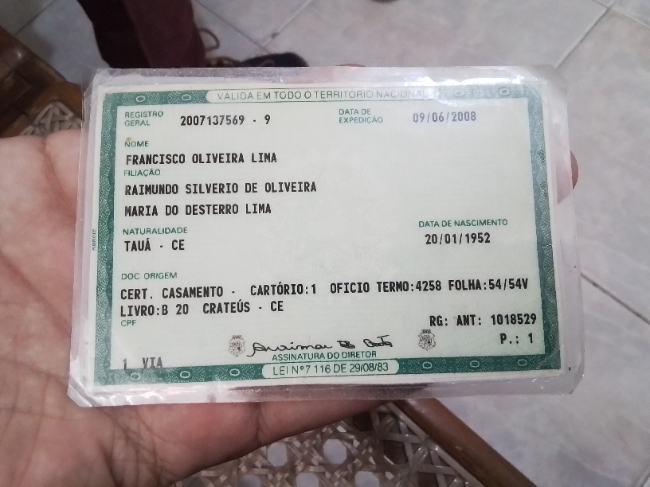 VÁLIDA EM TODO O TERRITÓRIO NACIONAL
REGISTRO GERAL 2007137569 - 9 DATA DE EXPEDIÇÃO 09/06/2008
NOME
FRANCISCO OLIVEIRA LIMA
FILIAÇÃO
RAIMUNDO SILVERIO DE OLIVEIRA
MARIA DO DESTERRO LIMA
NATURALIDADE DATA DE NASCIMENTO
TAUÁ - CE 20/01/1952
DOC ORIGEM
CERT. CASAMENTO - CARTÓRIO:1 OFICIO TERMO:4258 FOLHA:54/54V
LIVRO:B 20 CRATEÚS - CE
CPF RG: ANT: 1018529
P.: 1
1 VIA
ASSINATURA DO DIRETOR
LEI Nº 7 116 DE 29/08/83